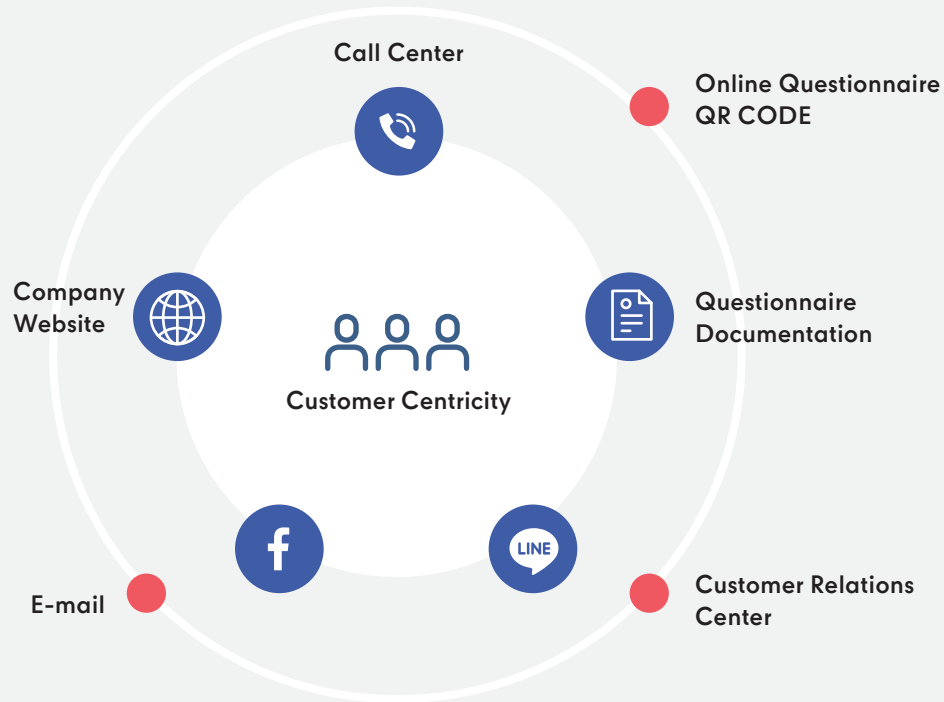 Call Center
Online Questionnaire
QR CODE
Company
Website
Questionnaire
Documentation
Customer Centricity
f
LINE
E-mail
Customer Relations
Center